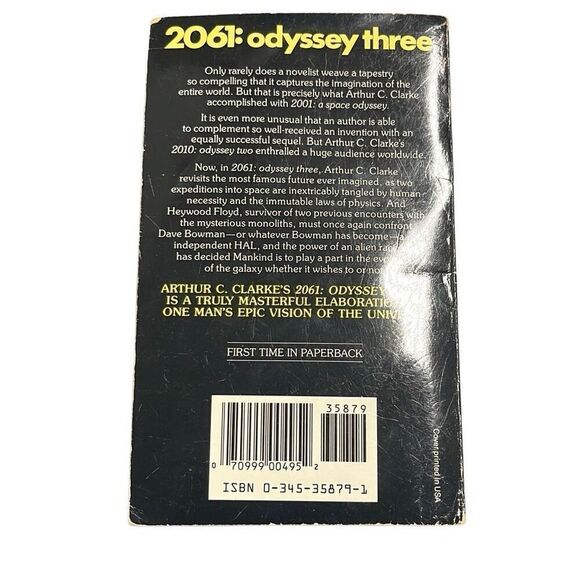 2061: odyssey three
Only rarely does a novelist weave a tapestry
so compelling that it captures the imagination of the
entire world. But that is precisely what Arthur C. Clarke
accomplished with 2001: a space odyssey.
It is even more unusual that an author is able
to complement so well-received an invention with an
equally successful sequel. But Arthur C. Clarke's
2010: odyssey two enthralled a huge audience worldwide.
Now, in 2061: odyssey three, Arthur C. Clarke
revisits the most famous future ever imagined, as two
expeditions into space are inextricably tangled by human
necessity and the immutable laws of physics. And
Heywood Floyd, survivor of two previous encounters with
the mysterious monoliths, must once again confront
Dave Bowman—or whatever Bowman has become—
independent HAL, and the power of an alien
has decided Mankind is to play a part in the
of the galaxy whether it wishes to or
ARTHUR C. CLARKE'S 2061: ODYSSEY
IS A TRULY MASTERFUL
ONE MAN'S EPIC VISION OF THE
FIRST TIME IN PAPERBACK
35879
0 70999 00495 2
ISBN 0-345-35879-1
Cover printed in USA